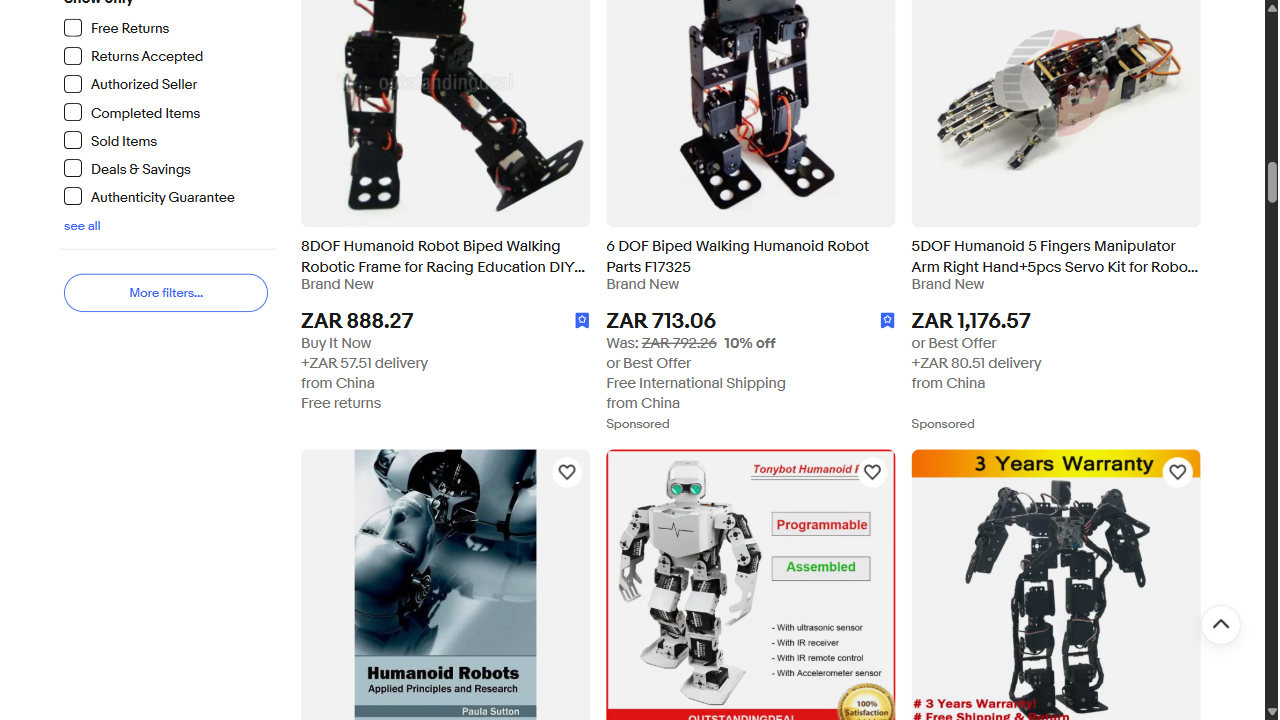 Show only
Free Returns
Returns Accepted
Authorized Seller
Completed Items
Sold Items
Deals & Savings
Authenticity Guarantee
see all
More filters...
outstandingdeal
8DOF Humanoid Robot Biped Walking
Robotic Frame for Racing Education DIY...
Brand New
ZAR 888.27
Buy It Now
+ZAR 57.51 delivery
from China
Free returns
6 DOF Biped Walking Humanoid Robot
Parts F17325
Brand New
ZAR 713.06
Was: ZAR 792.26 10% off
or Best Offer
Free International Shipping
from China
Sponsored
5DOF Humanoid 5 Fingers Manipulator
Arm Right Hand+5pcs Servo Kit for Robo...
Brand New
ZAR 1,176.57
or Best Offer
+ZAR 80.51 delivery
from China
Sponsored
Humanoid Robots
Applied Principles and Research
Paula Sutton
Tonybot Humanoid
Programmable
Assembled
- With ultrasonic sensor
- With IR receiver
- With IR remote control
- With Accelerometer sensor
100%
Satisfaction
OUTSTANDINGDEAL
3 Years Warranty
# 3 Years Warranty!
# Free Shipping & Return